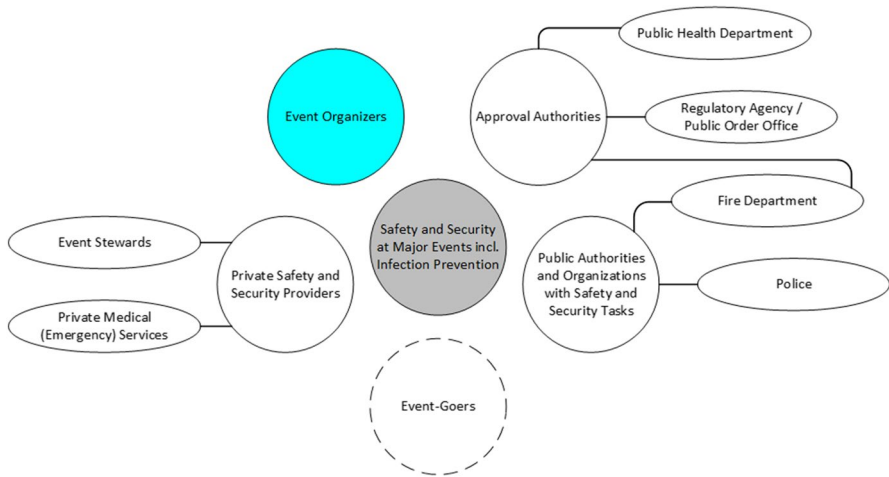 Public Health Department
Event Organizers
Approval Authorities
Regulatory Agency /
Public Order Office
Fire Department
Safety and Security
at Major Events incl.
Infection Prevention
Event Stewards
Private Safety and
Security Providers
Public Authorities
and Organizations
with Safety and
Security Tasks
Police
Private Medical
(Emergency) Services
Event-Goers